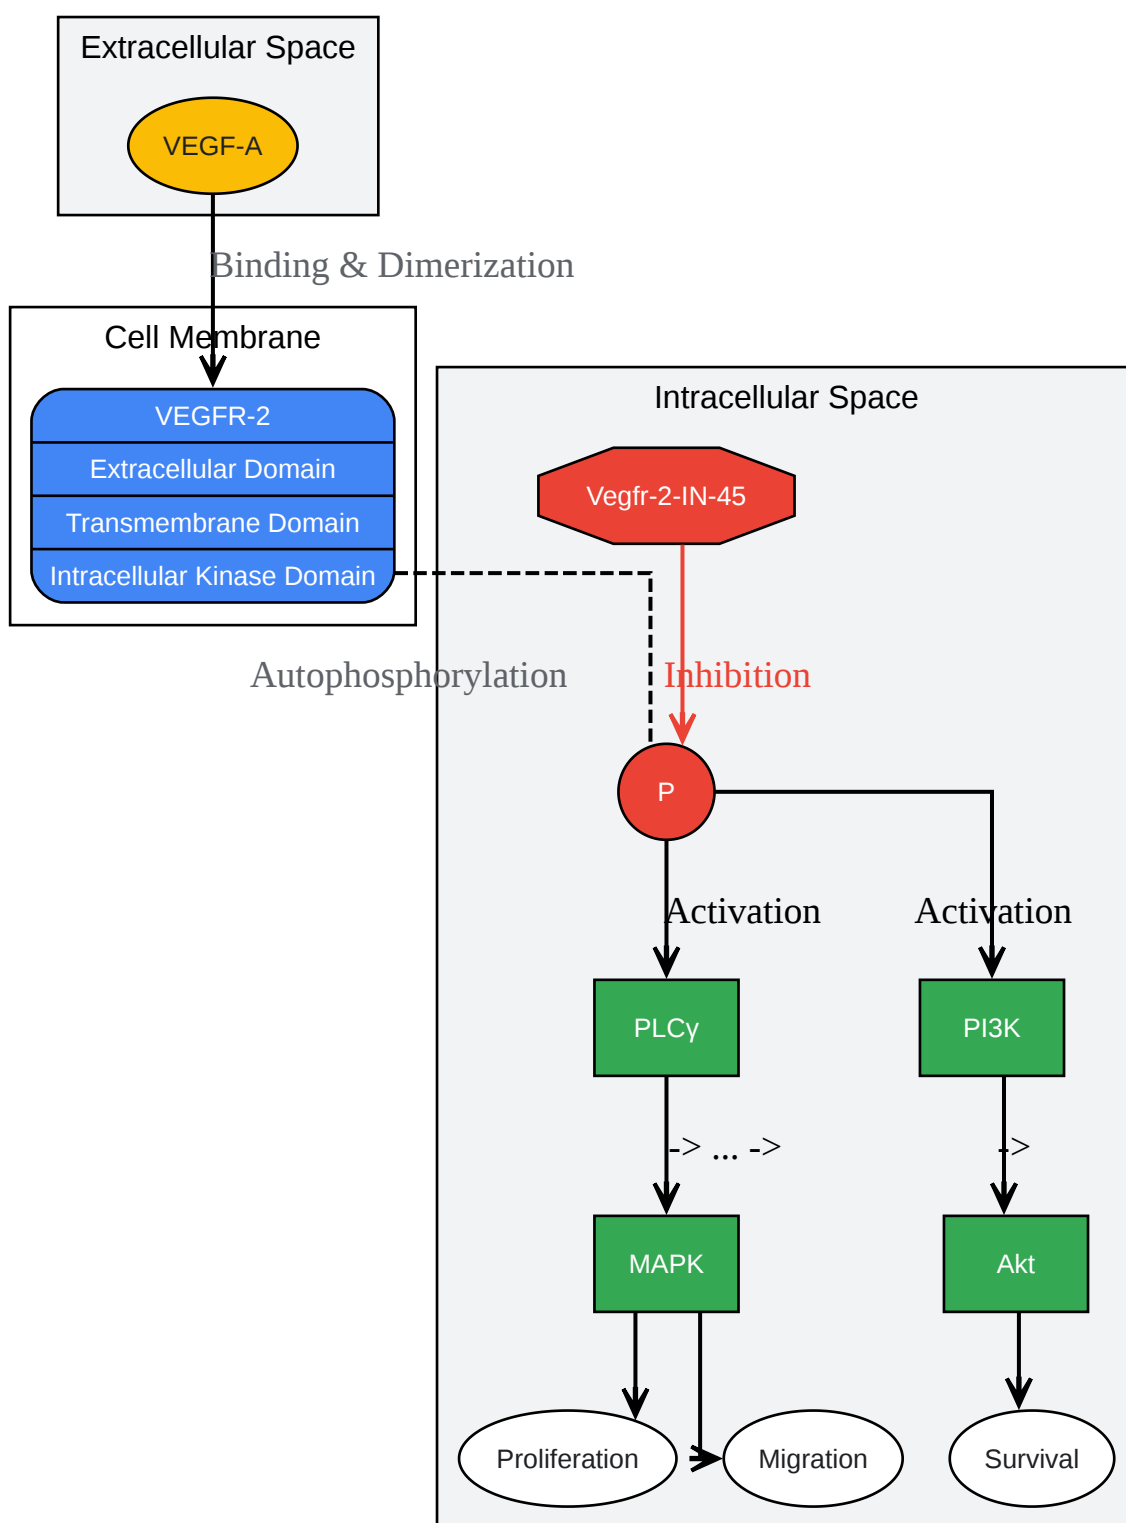 Extracellular Space
VEGF-A
Binding & Dimerization
Cell Membrane
VEGFR-2
Extracellular Domain
Transmembrane Domain
Intracellular Kinase Domain
Intracellular Space
Vegfr-2-IN-45
Autophosphorylation
Inhibition
P
Activation
Activation
PLCγ
PI3K
-> ... ->
->
MAPK
Akt
Proliferation
Migration
Survival